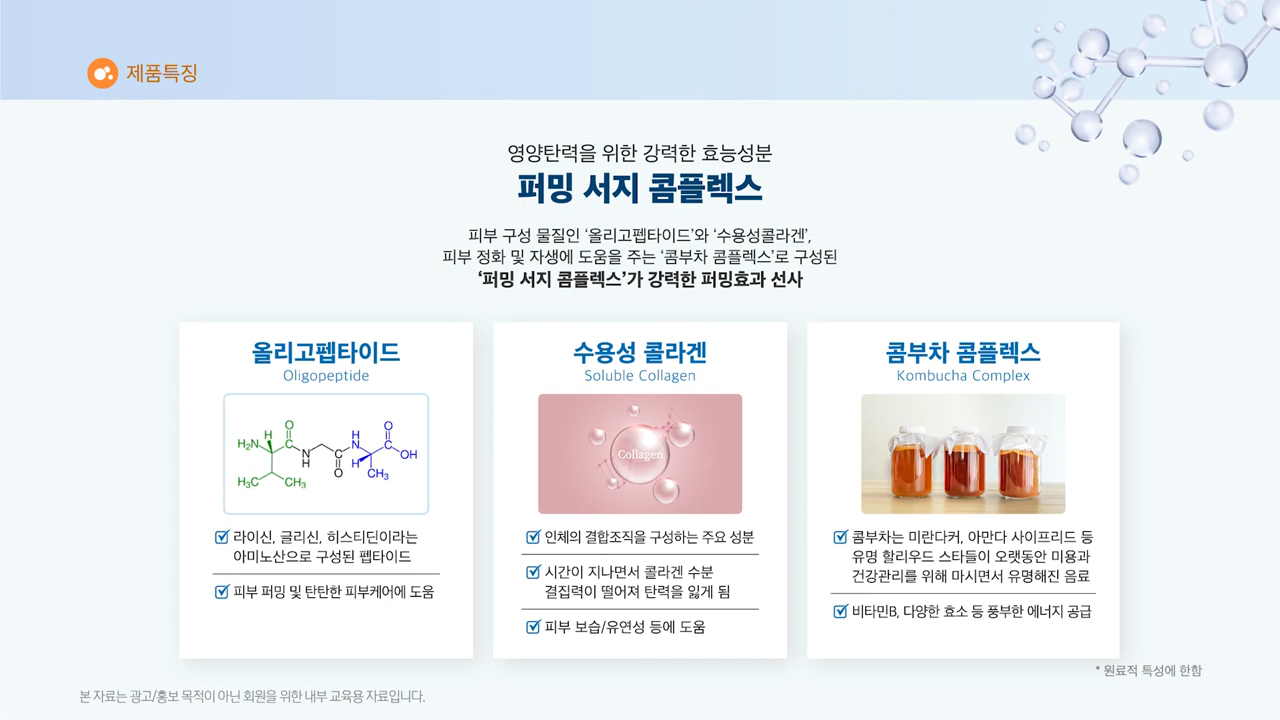 제품특징
영양탄력을 위한 강력한 효능성분
퍼밍 서지 콤플렉스
피부 구성 물질인 ‘올리고펩타이드’와 ‘수용성콜라겐’,
피부 정화 및 자생에 도움을 주는 ‘콤부차 콤플렉스’로 구성된
‘퍼밍 서지 콤플렉스’가 강력한 퍼밍효과 선사
올리고펩타이드
Oligopeptide
H₂N
H
O
N
H
O
H
N
H
O
OH
CH₃
H₃C
CH₃
라이신, 글리신, 히스티딘이라는
아미노산으로 구성된 펩타이드
피부 퍼밍 및 탄탄한 피부케어에 도움
수용성 콜라겐
Soluble Collagen
Collagen
인체의 결합조직을 구성하는 주요 성분
시간이 지나면서 콜라겐 수분
결집력이 떨어져 탄력을 잃게 됨
피부 보습/유연성 등에 도움
콤부차 콤플렉스
Kombucha Complex
콤부차는 미란다커, 아만다 사이프리드 등
유명 할리우드 스타들이 오랫동안 미용과
건강관리를 위해 마시면서 유명해진 음료
비타민B, 다양한 효소 등 풍부한 에너지 공급
* 원료적 특성에 한함
본 자료는 광고/홍보 목적이 아닌 회원을 위한 내부 교육용 자료입니다.